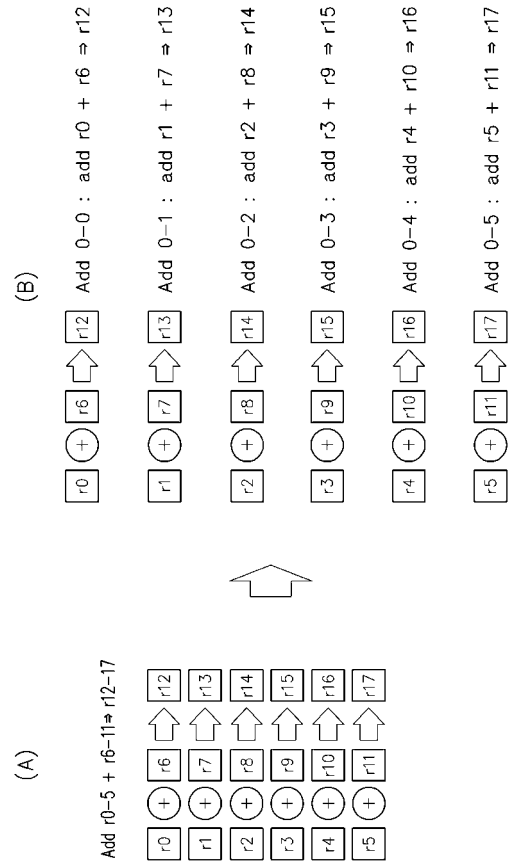 (A)
Add r0-5 + r6-11⇒ r12-17
r0 + r6 r12
r1 + r7 r13
r2 + r8 r14
r3 + r9 r15
r4 + r10 r16
r5 + r11 r17
(B)
r0 + r6 r12 Add 0-0 : add r0 + r6 ⇒ r12
r1 + r7 r13 Add 0-1 : add r1 + r7 ⇒ r13
r2 + r8 r14 Add 0-2 : add r2 + r8 ⇒ r14
r3 + r9 r15 Add 0-3 : add r3 + r9 ⇒ r15
r4 + r10 r16 Add 0-4 : add r4 + r10 ⇒ r16
r5 + r11 r17 Add 0-5 : add r5 + r11 ⇒ r17